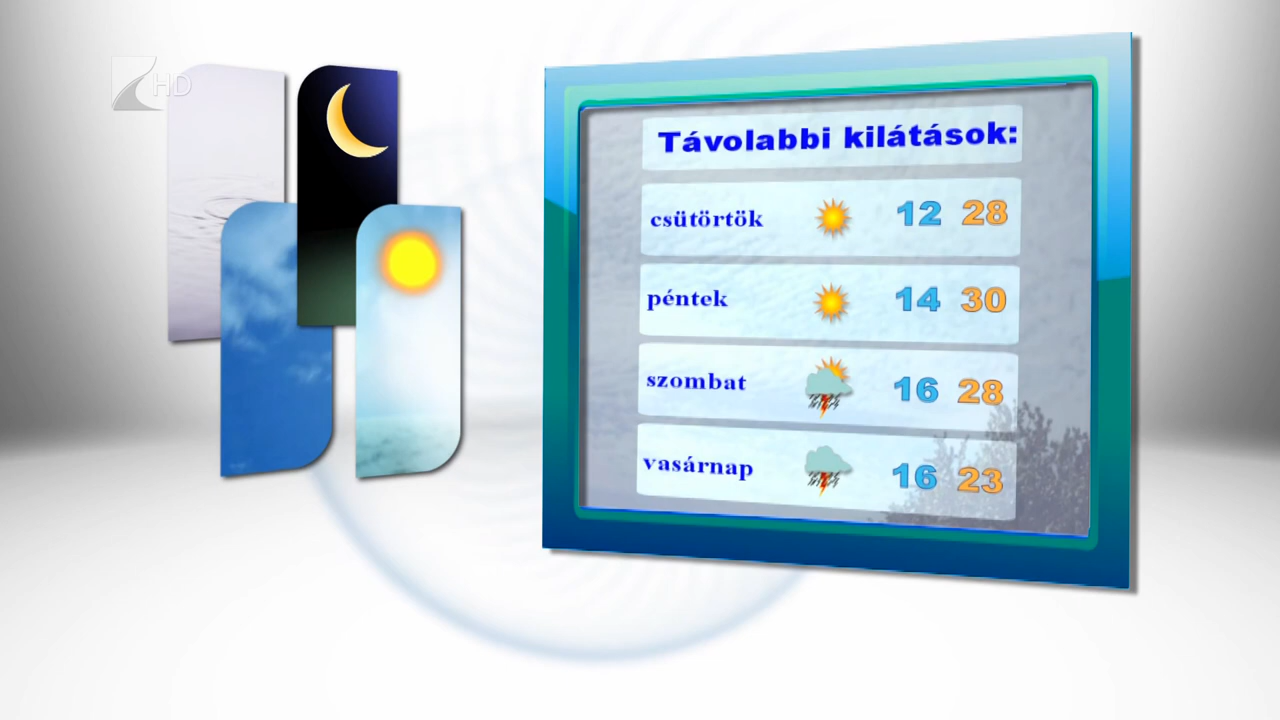 HD
Távolabbi kilátások:
csütörtök 12 28
péntek 14 30
szombat 16 28
vasárnap 16 23